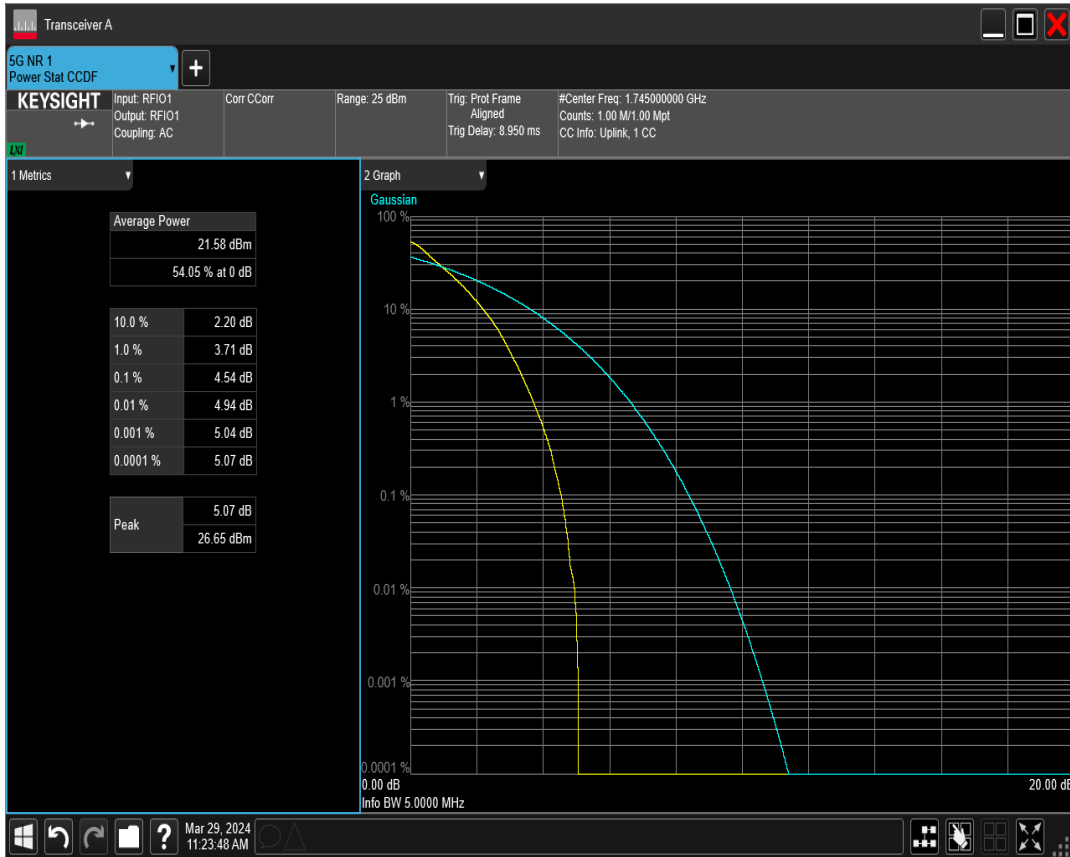 Transceiver A
5G NR 1
Power Stat CCDF
+
KEYSIGHT
LXI
Input: RFIO1
Output: RFIO1
Coupling: AC
Corr CCorr
Range: 25 dBm
Trig: Prot Frame
Aligned
Trig Delay: 8.950 ms
#Center Freq: 1.745000000 GHz
Counts: 1.00 M/1.00 Mpt
CC Info: Uplink, 1 CC
1 Metrics
Average Power
21.58 dBm
54.05 % at 0 dB
10.0 % 2.20 dB
1.0 % 3.71 dB
0.1 % 4.54 dB
0.01 % 4.94 dB
0.001 % 5.04 dB
0.0001 % 5.07 dB
Peak
5.07 dB
26.65 dBm
2 Graph
Gaussian
100 %
10 %
1 %
0.1 %
0.01 %
0.001 %
0.0001 %
0.00 dB 20.00 dB
Info BW 5.0000 MHz
?
Mar 29, 2024
11:23:48 AM